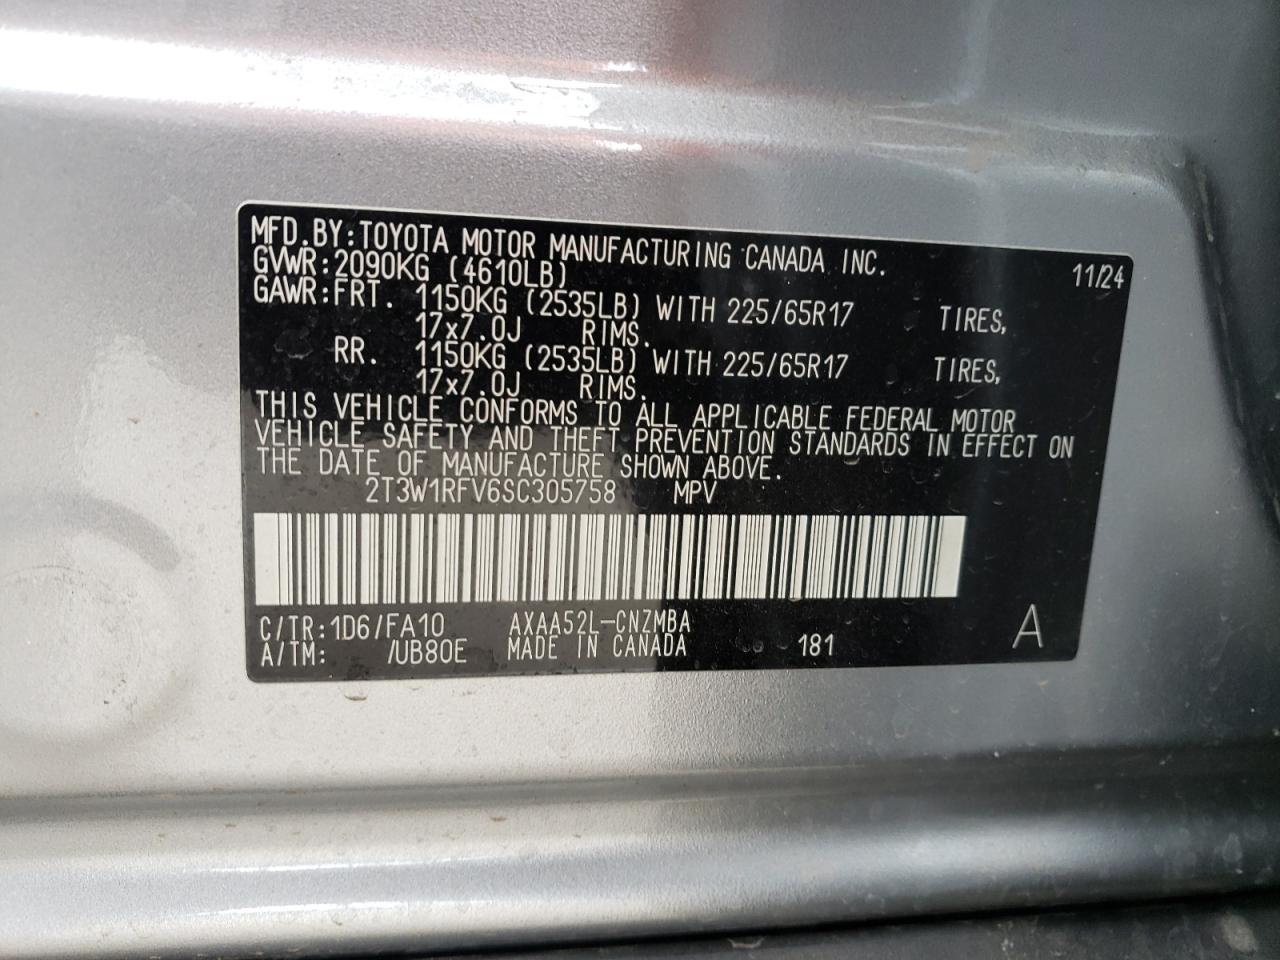 MFD.BY:TOYOTA MOTOR MANUFACTURING CANADA INC.
GVWR:2090KG (4610LB) 11/24
GAWR:FRT. 1150KG (2535LB) WITH 225/65R17 TIRES,
17x7.0J RIMS.
RR. 1150KG (2535LB) WITH 225/65R17 TIRES,
17x7.0J RIMS.
THIS VEHICLE CONFORMS TO ALL APPLICABLE FEDERAL MOTOR
VEHICLE SAFETY AND THEFT PREVENTION STANDARDS IN EFFECT ON
THE DATE OF MANUFACTURE SHOWN ABOVE.
2T3W1RFV6SC305758 MPV
C/TR:1D6/FA10 AXAA52L-CNZMBA
A/TM: /UB80E MADE IN CANADA 181 A